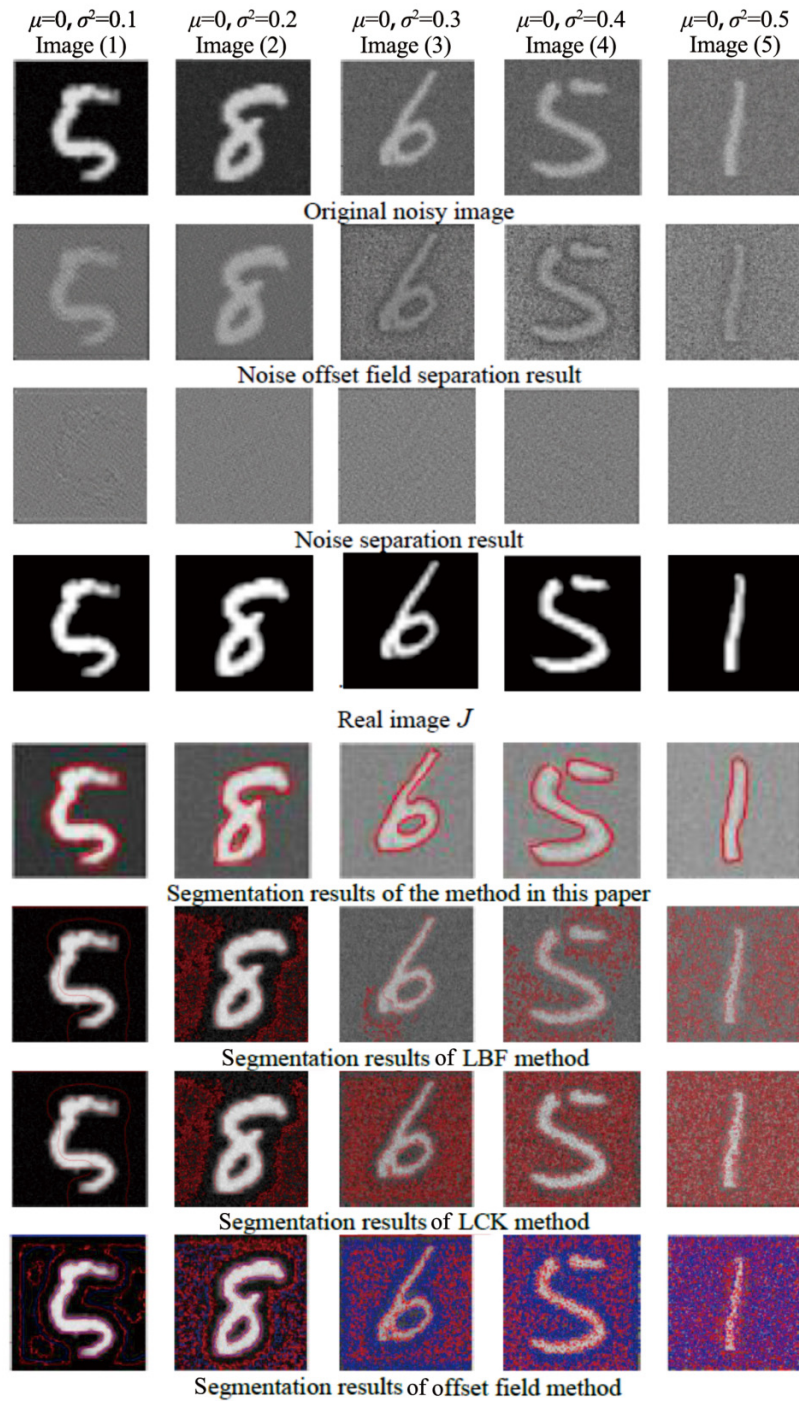 μ=0, σ²=0.1 μ=0, σ²=0.2 μ=0, σ²=0.3 μ=0, σ²=0.4 μ=0, σ²=0.5
Image (1) Image (2) Image (3) Image (4) Image (5)
Original noisy image
Noise offset field separation result
Noise separation result
Real image J
Segmentation results of the method in this paper
Segmentation results of LBF method
Segmentation results of LCK method
Segmentation results of offset field method